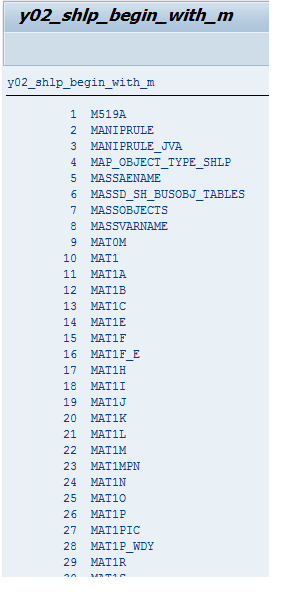 y02_shlp_begin_with_m
y02_shlp_begin_with_m
1 M519A
2 MANIPRULE
3 MANIPRULE_JVA
4 MAP_OBJECT_TYPE_SHLP
5 MASSAENAME
6 MASSD_SH_BUSOBJ_TABLES
7 MASSOBJECTS
8 MASSVARNAME
9 MAT0M
10 MAT1
11 MAT1A
12 MAT1B
13 MAT1C
14 MAT1E
15 MAT1F
16 MAT1F_E
17 MAT1H
18 MAT1I
19 MAT1J
20 MAT1K
21 MAT1L
22 MAT1M
23 MAT1MPN
24 MAT1N
25 MAT1O
26 MAT1P
27 MAT1PIC
28 MAT1P_WDY
29 MAT1R